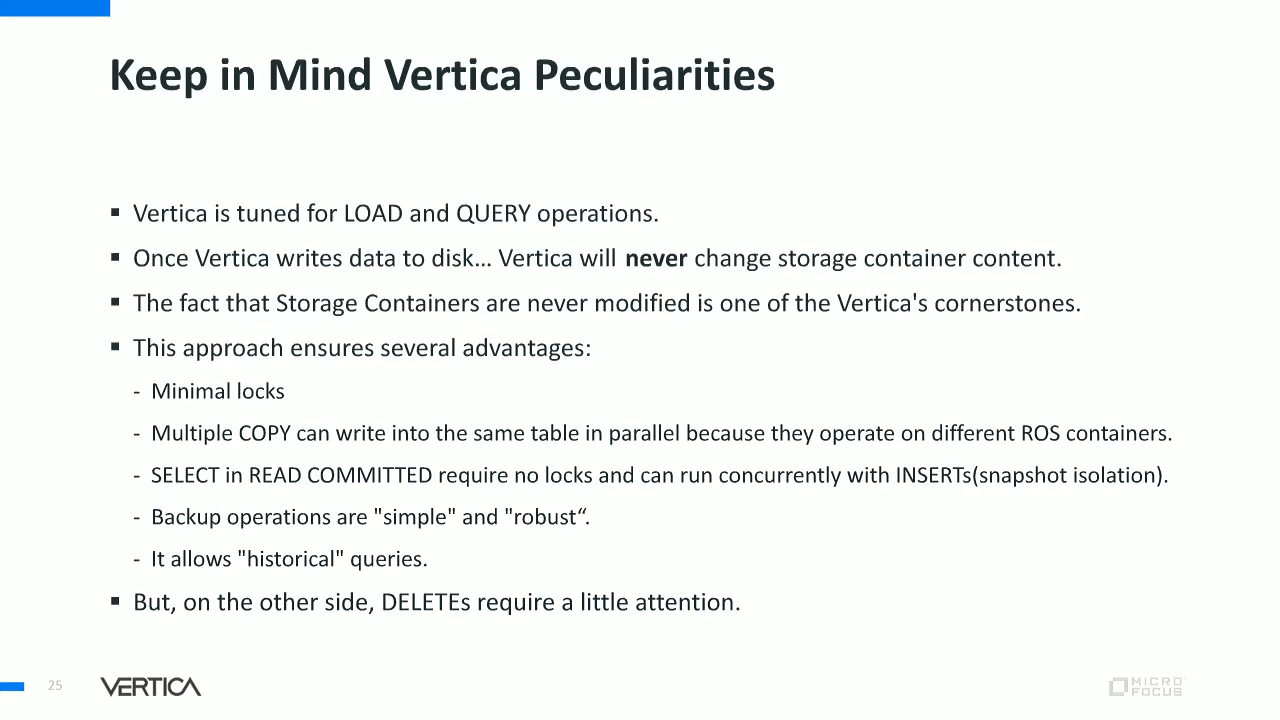 Keep in Mind Vertica Peculiarities
▪ Vertica is tuned for LOAD and QUERY operations.
▪ Once Vertica writes data to disk... Vertica will never change storage container content.
▪ The fact that Storage Containers are never modified is one of the Vertica's cornerstones.
▪ This approach ensures several advantages:
- Minimal locks
- Multiple COPY can write into the same table in parallel because they operate on different ROS containers.
- SELECT in READ COMMITTED require no locks and can run concurrently with INSERTs(snapshot isolation).
- Backup operations are "simple" and "robust“.
- It allows "historical" queries.
▪ But, on the other side, DELETEs require a little attention.
25
VERTICA
MICRO
FOCUS